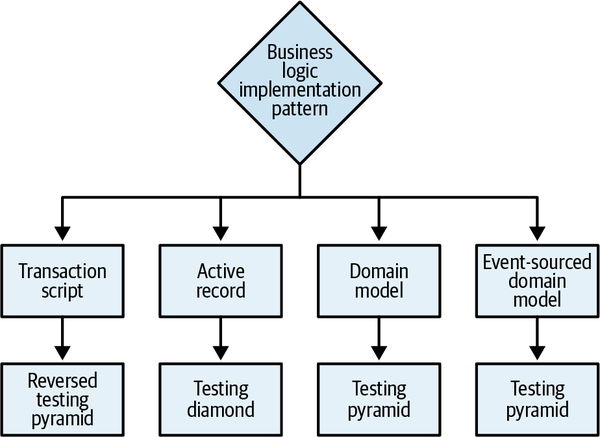 Business
logic
implementation
pattern
Transaction
script
Active
record
Domain
model
Event-sourced
domain
model
Reversed
testing
pyramid
Testing
diamond
Testing
pyramid
Testing
pyramid